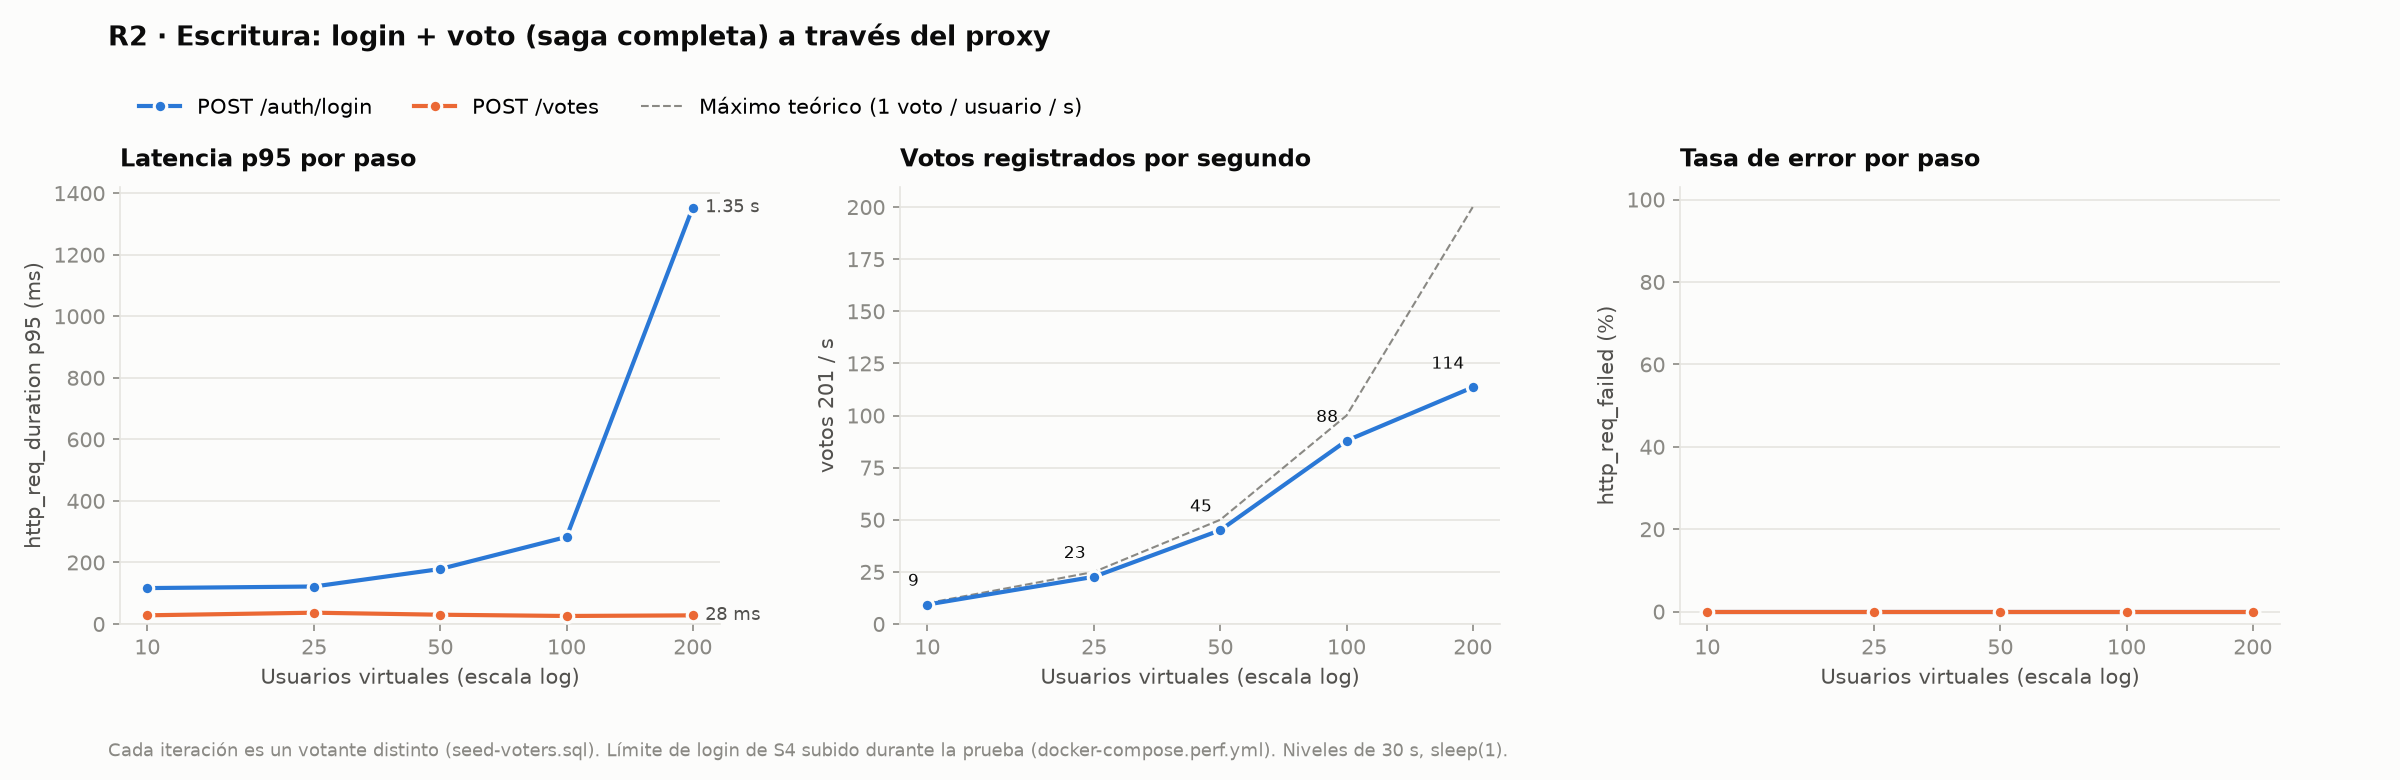 R2 · Escritura: login + voto (saga completa) a través del proxy
POST /auth/login
POST /votes
Máximo teórico (1 voto / usuario / s)
Latencia p95 por paso
http_req_duration p95 (ms)
1400
1200
1000
800
600
400
200
0
1.35 s
28 ms
10
25
50
100
200
Usuarios virtuales (escala log)
Votos registrados por segundo
votos 201 / s
200
175
150
125
100
75
50
25
0
9
23
45
88
114
10
25
50
100
200
Usuarios virtuales (escala log)
Tasa de error por paso
http_req_failed (%)
100
80
60
40
20
0
10
25
50
100
200
Usuarios virtuales (escala log)
Cada iteración es un votante distinto (seed-voters.sql). Límite de login de S4 subido durante la prueba (docker-compose.perf.yml). Niveles de 30 s, sleep(1).